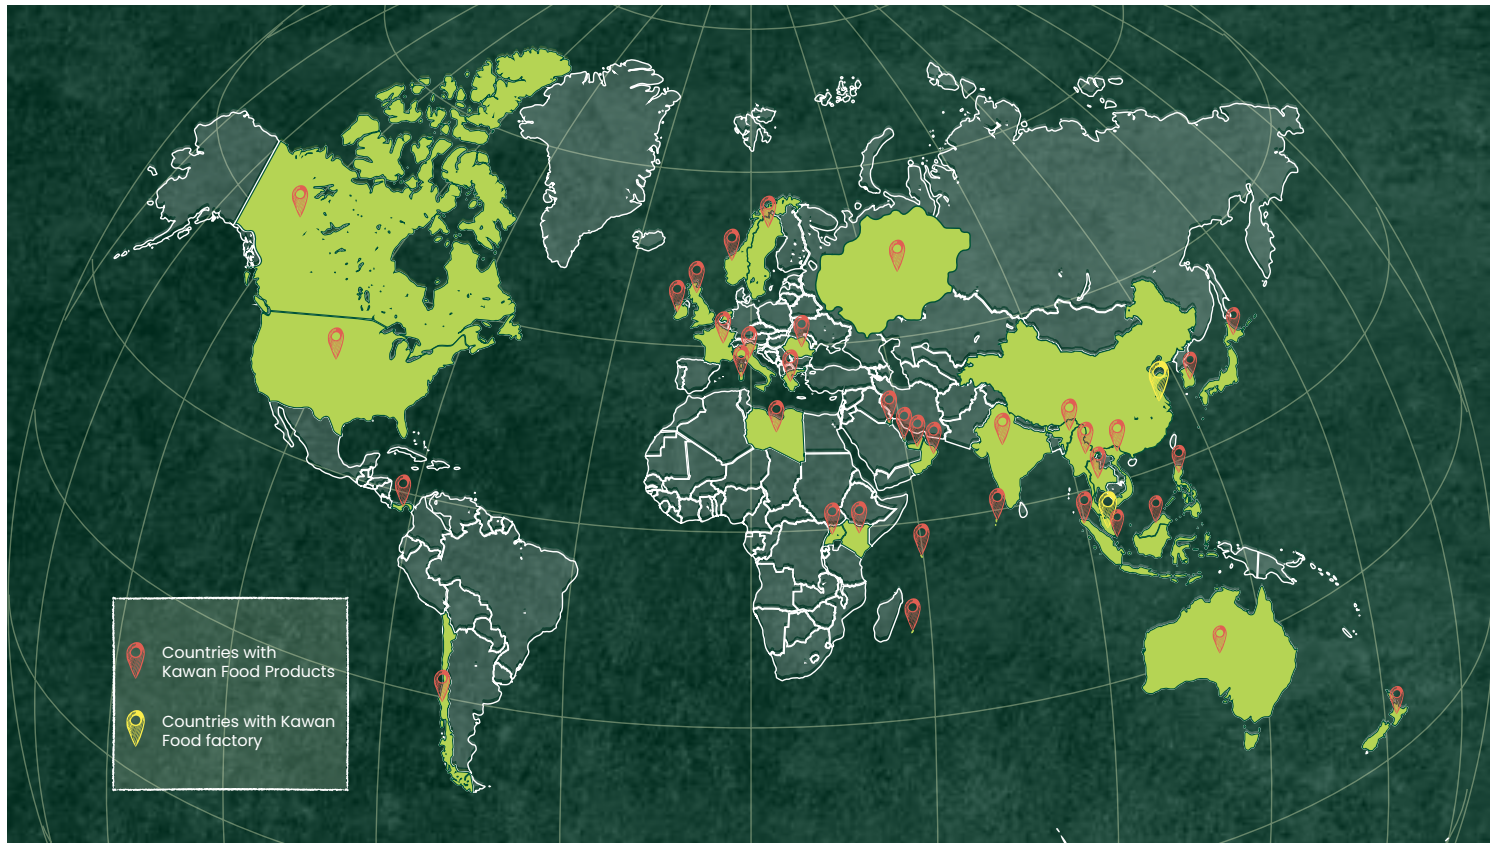 Countries with
Kawan Food Products
Countries with Kawan
Food factory